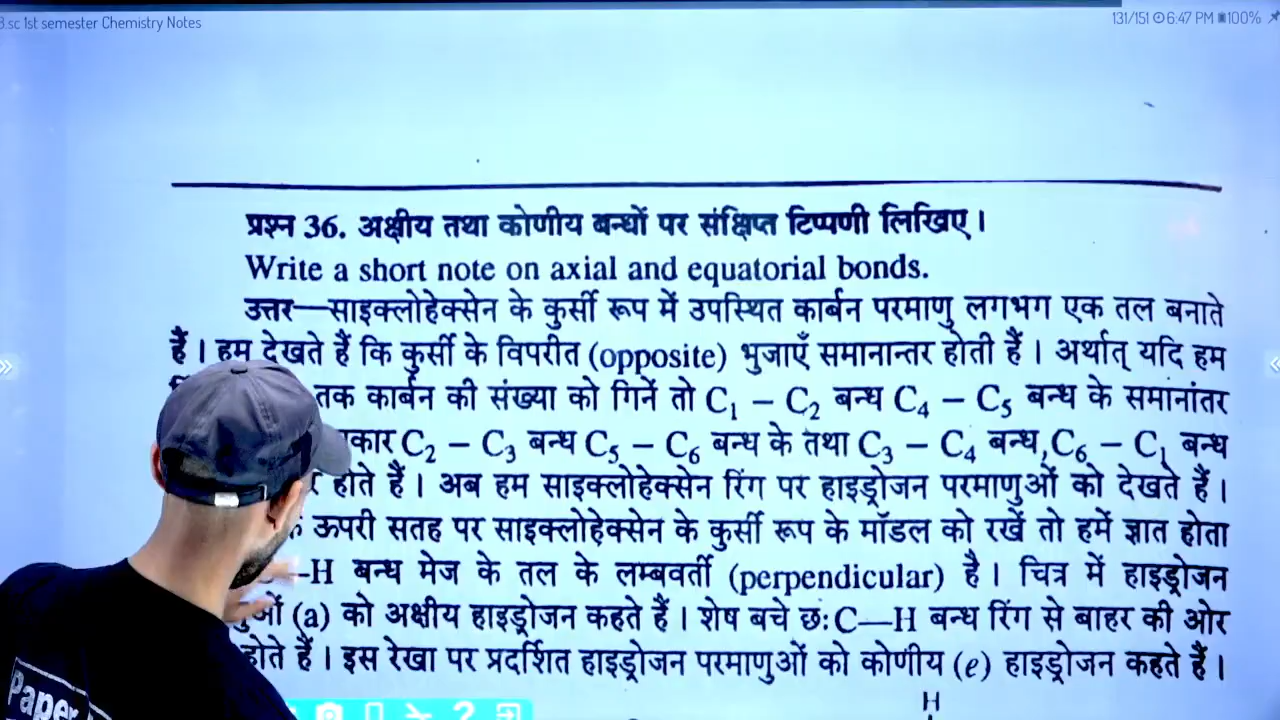 B.sc 1st semester Chemistry Notes
131/151 6:47 PM 100%
प्रश्न 36. अक्षीय तथा कोणीय बन्धों पर संक्षिप्त टिप्पणी लिखिए।
Write a short note on axial and equatorial bonds.
उत्तर—साइक्लोहेक्सेन के कुर्सी रूप में उपस्थित कार्बन परमाणु लगभग एक तल बनाते
हैं। हम देखते हैं कि कुर्सी के विपरीत (opposite) भुजाएँ समानान्तर होती हैं। अर्थात् यदि हम
तक कार्बन की संख्या को गिनें तो C₁ – C₂ बन्ध C₄ – C₅ बन्ध के समांनांतर
कार C₂ – C₃ बन्ध C₅ – C₆ बन्ध के तथा C₃ – C₄ बन्ध, C₆ – C₁ बन्ध
होते हैं। अब हम साइक्लोहेक्सेन रिंग पर हाइड्रोजन परमाणुओं को देखते हैं।
ऊपरी सतह पर साइक्लोहेक्सेन के कुर्सी रूप के मॉडल को रखें तो हमें ज्ञात होता
—H बन्ध मेज के तल के लम्बवर्ती (perpendicular) है। चित्र में हाइड्रोजन
ओं (a) को अक्षीय हाइड्रोजन कहते हैं। शेष बचे छः C—H बन्ध रिंग से बाहर की ओर
होते हैं। इस रेखा पर प्रदर्शित हाइड्रोजन परमाणुओं को कोणीय (e) हाइड्रोजन कहते हैं।
H
Paper